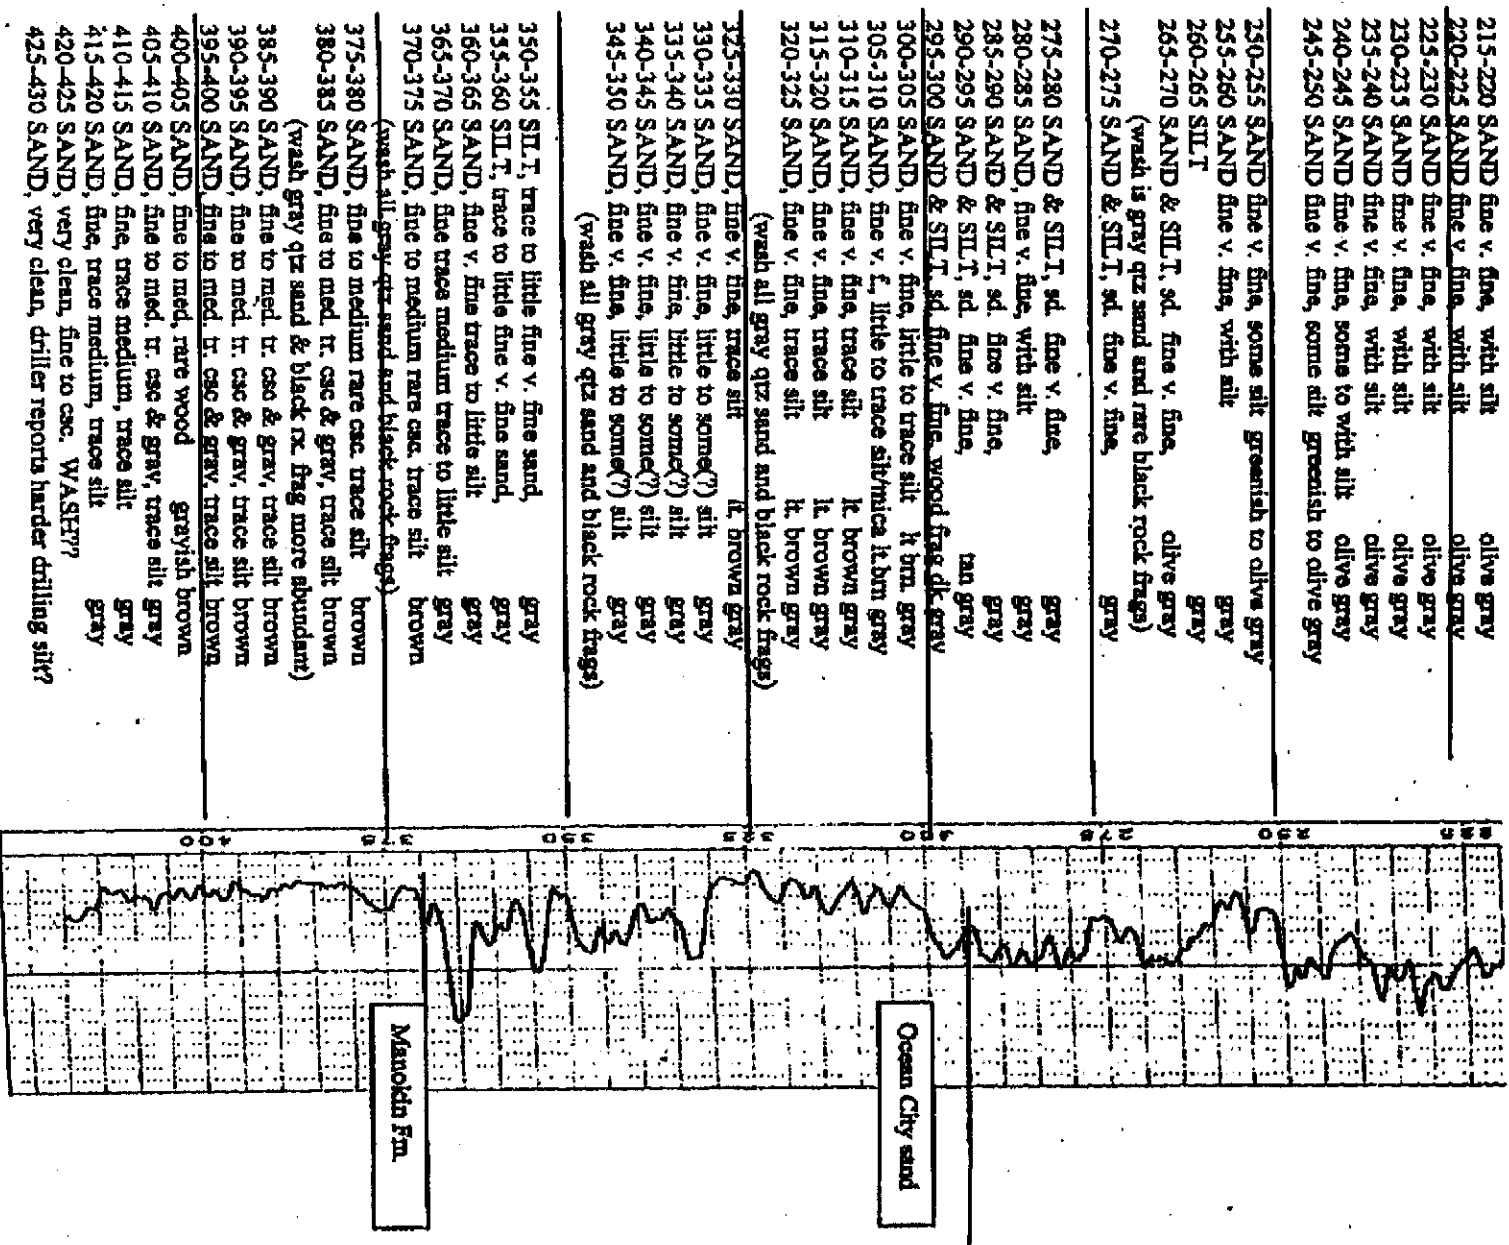 215-220 SAND fine v. fine, with silt olive gray
220-225 SAND fine v. fine, with silt olive gray
225-230 SAND fine v. fine, with silt olive gray
230-235 SAND fine v. fine, with silt olive gray
235-240 SAND fine v. fine, with silt olive gray
240-245 SAND fine v. fine, some to with silt olive gray
245-250 SAND fine v. fine, some silt greenish to olive gray
250-255 SAND fine v. fine, some silt greenish to olive gray
255-260 SAND fine v. fine, with silt gray
260-265 SILT gray
265-270 SAND & SILT, sd. fine v. fine, olive gray
(wash is gray qtz sand and rare black rock frags)
270-275 SAND & SILT, sd. fine v. fine, gray
275-280 SAND & SILT, sd fine v. fine, gray
280-285 SAND, fine v. fine, with silt gray
285-290 SAND & SILT, sd. fine v. fine, gray
290-295 SAND & SILT, sd. fine v. fine, tan gray
295-300 SAND & SILT, sd. fine v. fine, wood frag dk gray
300-305 SAND, fine v. fine, little to trace silt lt brn. gray
305-310 SAND, fine v. f., little to trace silt/mica lt brn gray
310-315 SAND, fine v. fine, trace silt lt. brown gray
315-320 SAND, fine v. fine, trace silt lt. brown gray
320-325 SAND, fine v. fine, trace silt lt. brown gray
(wash all gray qtz sand and black rock frags)
325-330 SAND, fine v. fine, trace silt lt. brown gray
330-335 SAND, fine v. fine, little to some(?) silt gray
335-340 SAND, fine v. fine, little to some(?) silt gray
340-345 SAND, fine v. fine, little to some(?) silt gray
345-350 SAND, fine v. fine, little to some(?) silt gray
(wash all gray qtz sand and black rock frags)
350-355 SILT, trace to little fine v. fine sand, gray
355-360 SILT, trace to little fine v. fine sand, gray
360-365 SAND, fine v. fine trace to little silt gray
365-370 SAND, fine trace medium trace to little silt gray
370-375 SAND, fine to medium rare csc. trace silt brown
(wash all gray qtz sand and black rock frags)
375-380 SAND, fine to medium rare csc. trace silt brown
380-385 SAND, fine to med. tr. csc & grav, trace silt brown
(wash gray qtz sand & black rx. frag more abundant)
385-390 SAND, fine to med. tr. csc & grav, trace silt brown
390-395 SAND, fine to med. tr. csc & grav, trace silt brown
395-400 SAND, fine to med. tr. csc & grav, trace silt brown
400-405 SAND, fine to med, rare wood grayish brown
405-410 SAND, fine to med. tr. csc & grav, trace silt gray
410-415 SAND, fine, trace medium, trace silt gray
415-420 SAND, fine, trace medium, trace silt gray
420-425 SAND, very clean, fine to csc. WASH??
425-430 SAND, very clean, driller reports harder drilling silt?
250
275
300
325
350
375
400
Ocean City sand
Manokin Fm.